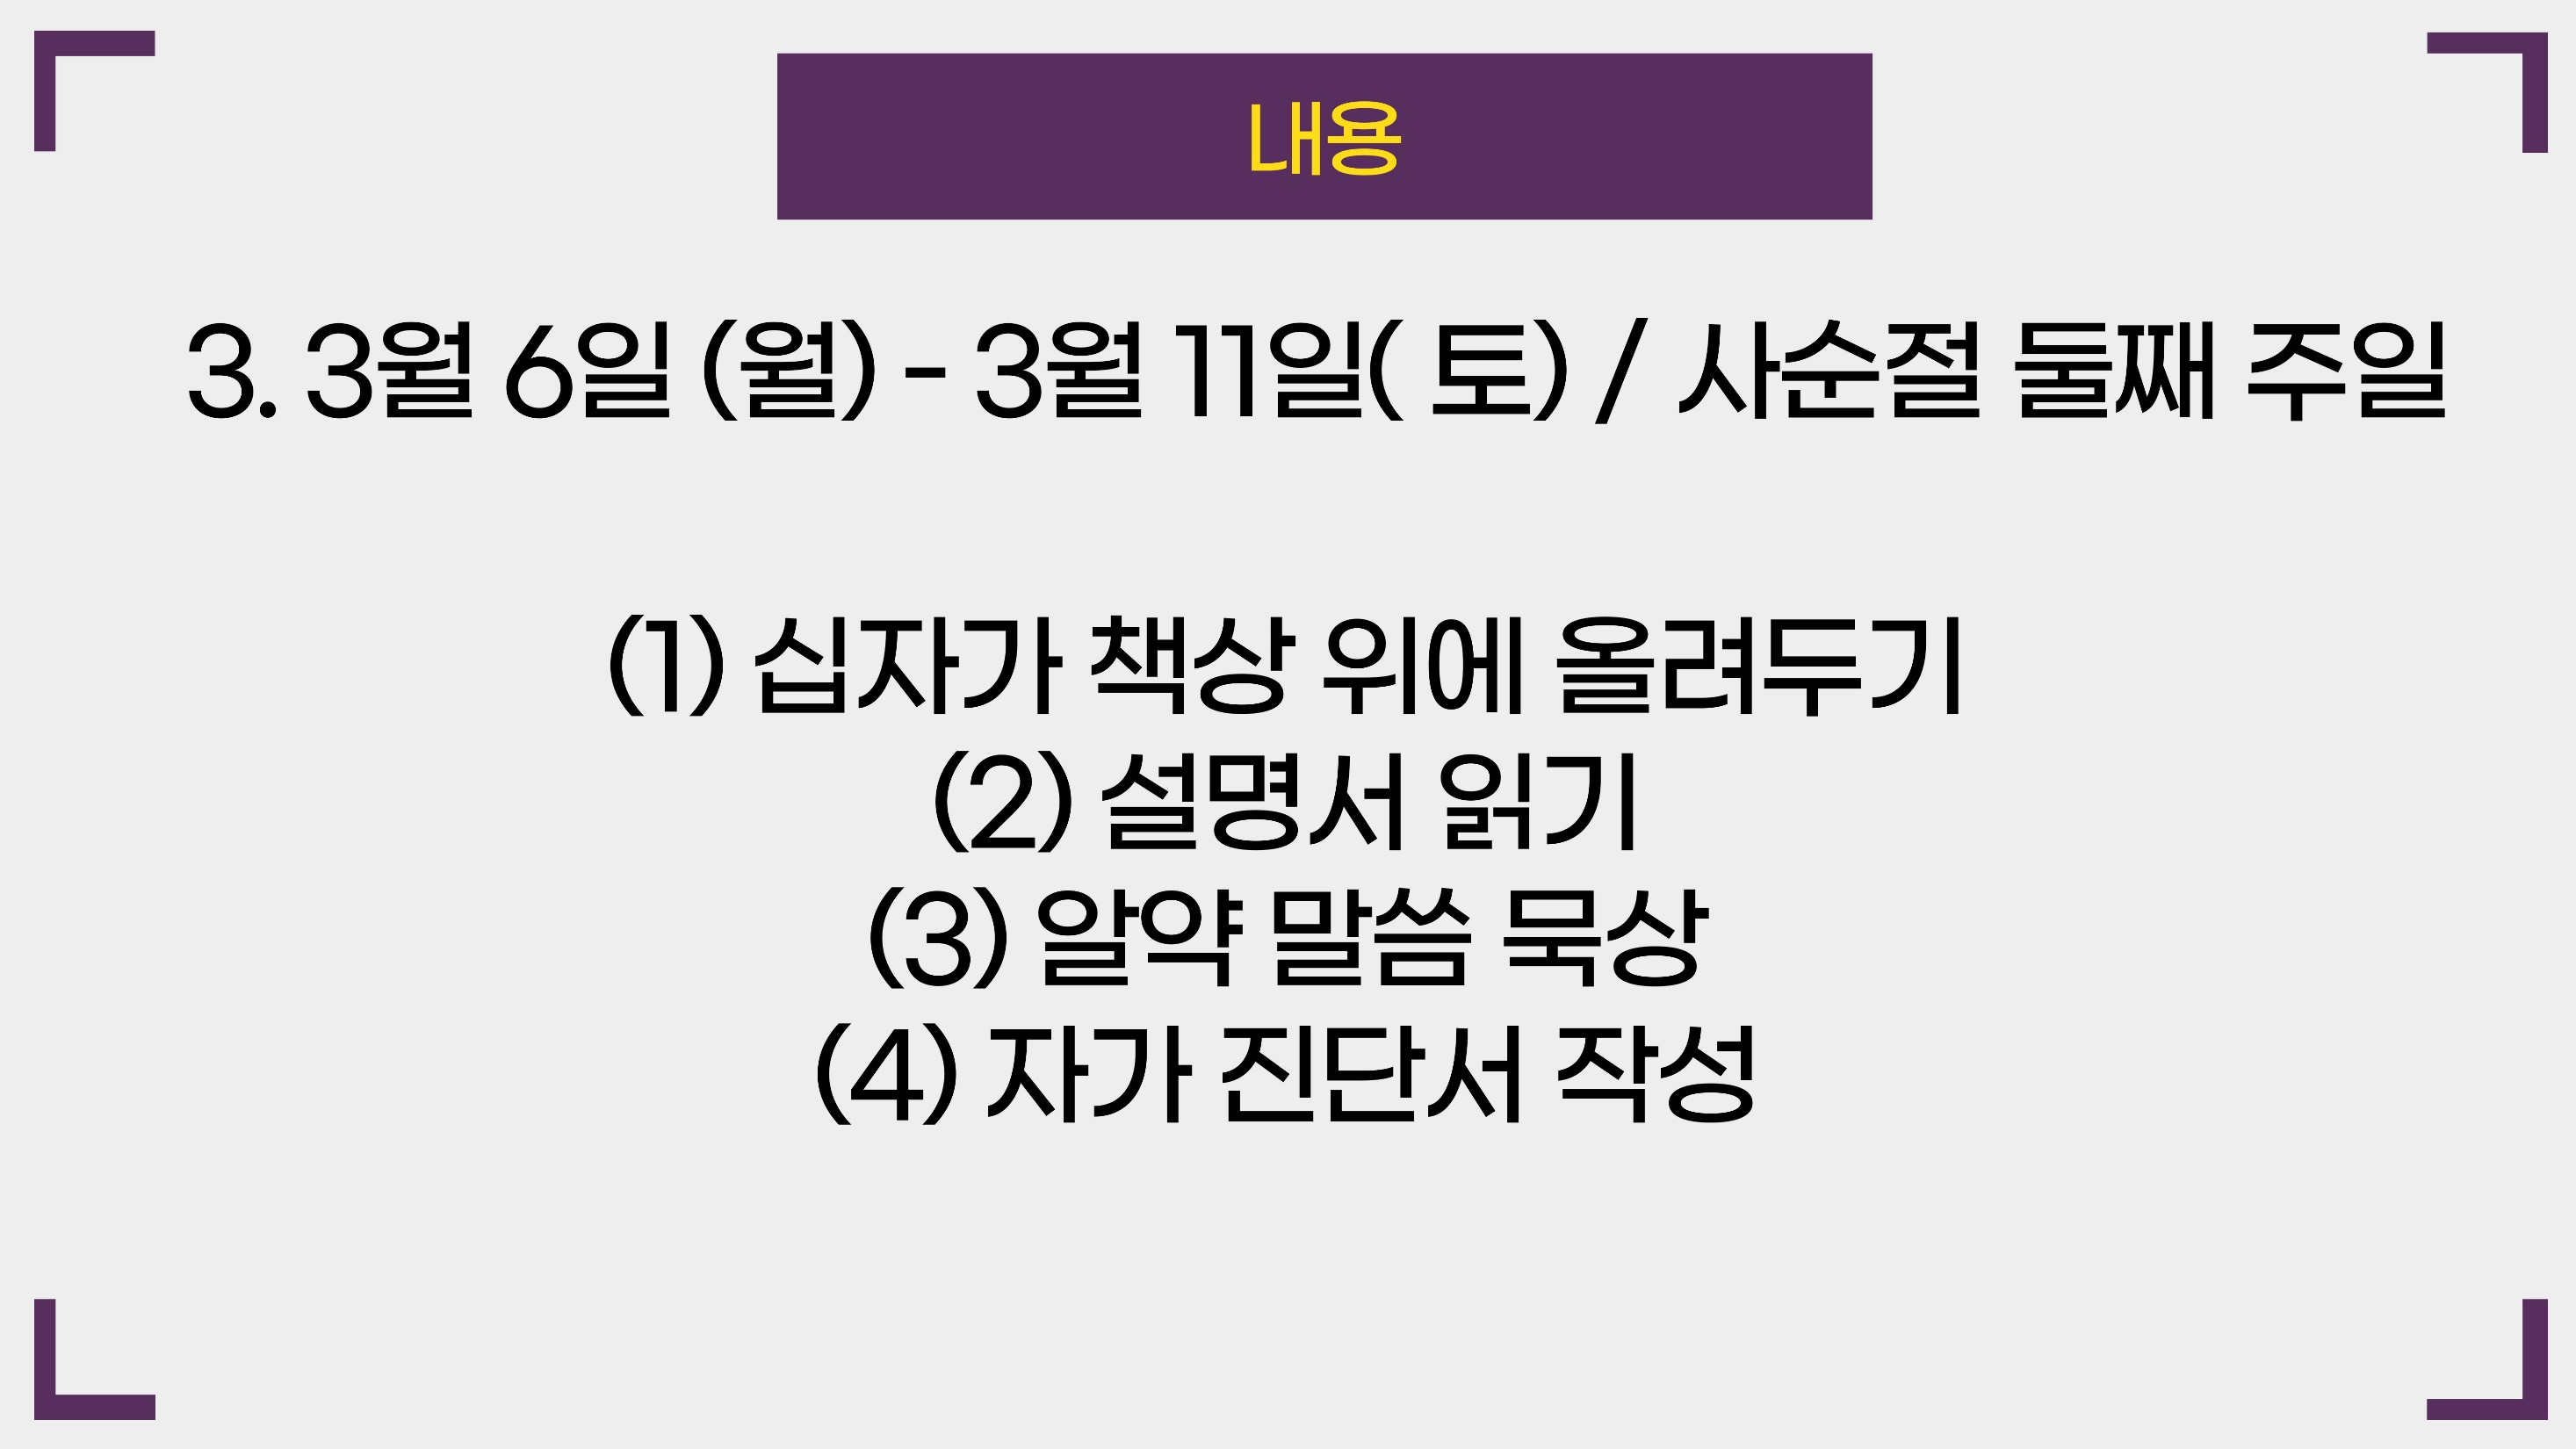 내용
3. 3월 6일 (월) - 3월 11일( 토) / 사순절 둘째 주일
(1) 십자가 책상 위에 올려두기
(2) 설명서 읽기
(3) 알약 말씀 묵상
(4) 자가 진단서 작성